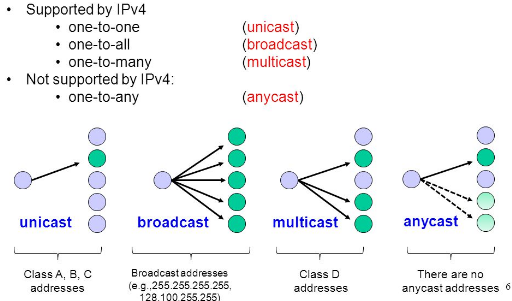 • Supported by IPv4
• one-to-one (unicast)
• one-to-all (broadcast)
• one-to-many (multicast)
• Not supported by IPv4:
• one-to-any (anycast)
unicast broadcast multicast anycast
Class A, B, C
addresses
Broadcast addresses
(e.g.,255.255.255.255,
128.100.255.255)
Class D
addresses
There are no
anycast addresses
6